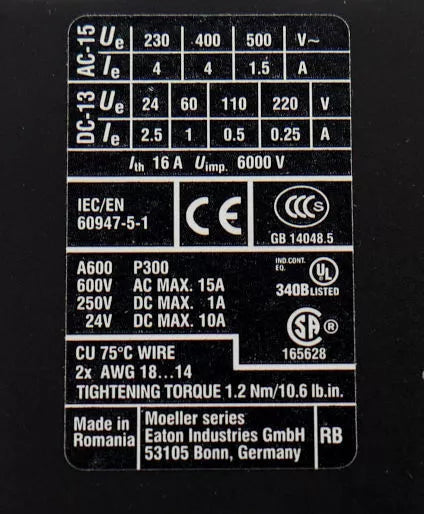 AC-15 Ue 230 400 500 V~
Ie 4 4 1.5 A
DC-13 Ue 24 60 110 220 V
Ie 2.5 1 0.5 0.25 A
Ith 16 A Uimp. 6000 V
IEC/EN
60947-5-1
CE
CCC S
GB 14048.5
A600 P300
600V AC MAX. 15A
250V DC MAX. 1A
24V DC MAX. 10A
IND.CONT.
EQ.
UL
340B LISTED
SA ®
165628
CU 75°C WIRE
2x AWG 18...14
TIGHTENING TORQUE 1.2 Nm/10.6 lb.in.
Made in
Romania
Moeller series
Eaton Industries GmbH
53105 Bonn, Germany
RB